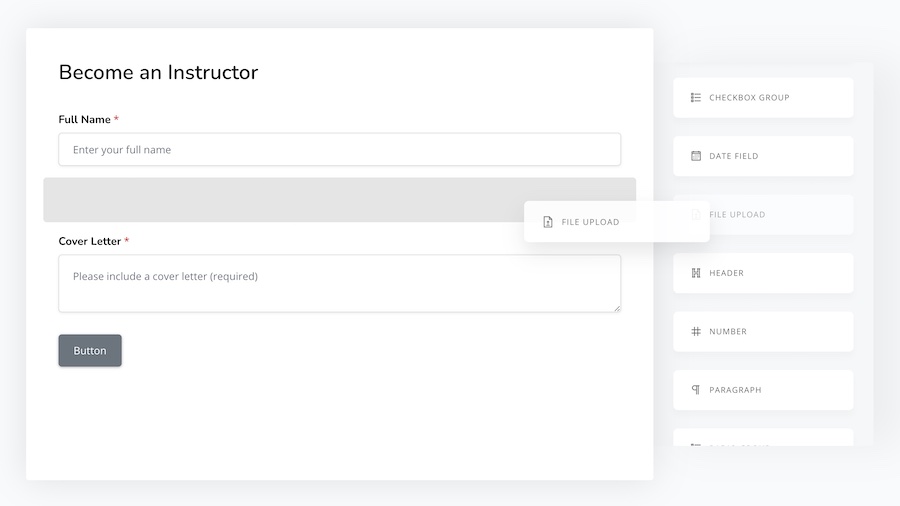 Become an Instructor
Full Name *
Enter your full name
Cover Letter *
Please include a cover letter (required)
Button
FILE UPLOAD
CHECKBOX GROUP
DATE FIELD
FILE UPLOAD
HEADER
NUMBER
PARAGRAPH